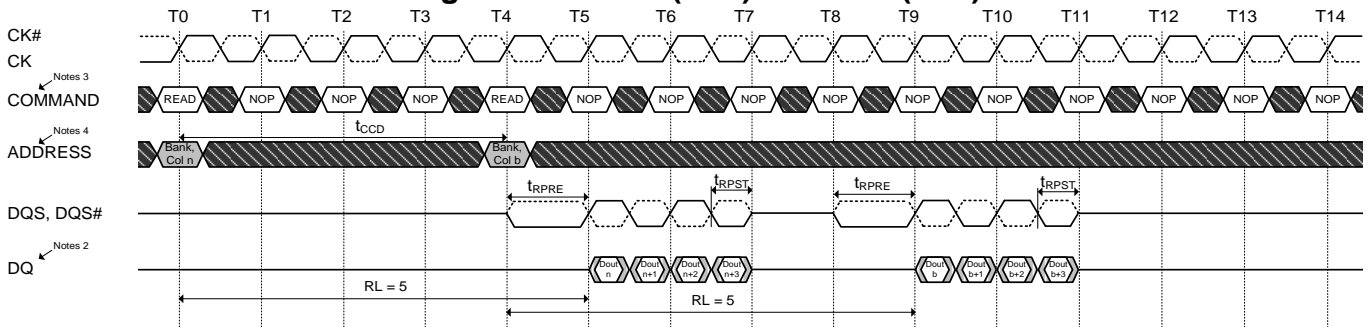 T0 T1 T2 T3 T4 T5 T6 T7 T8 T9 T10 T11 T12 T13 T14
CK#
CK
Notes 3
COMMAND READ NOP NOP NOP READ NOP NOP NOP NOP NOP NOP NOP NOP NOP NOP
tCCD
Notes 4
ADDRESS Bank, Col n Bank, Col b
tRPRE tRPST tRPRE tRPST
DQS, DQS#
Notes 2
DQ Dout n Dout n+1 Dout n+2 Dout n+3 Dout b Dout b+1 Dout b+2 Dout b+3
RL = 5
RL = 5